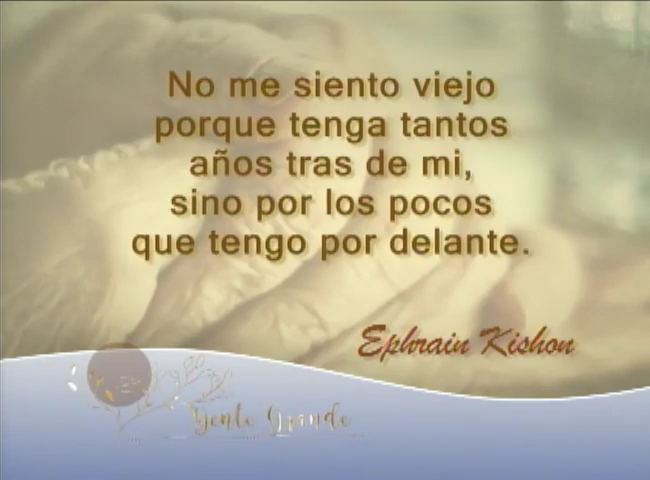 No me siento viejo
porque tenga tantos
años tras de mi,
sino por los pocos
que tengo por delante.
Ephrain Kishon
Gente Grande